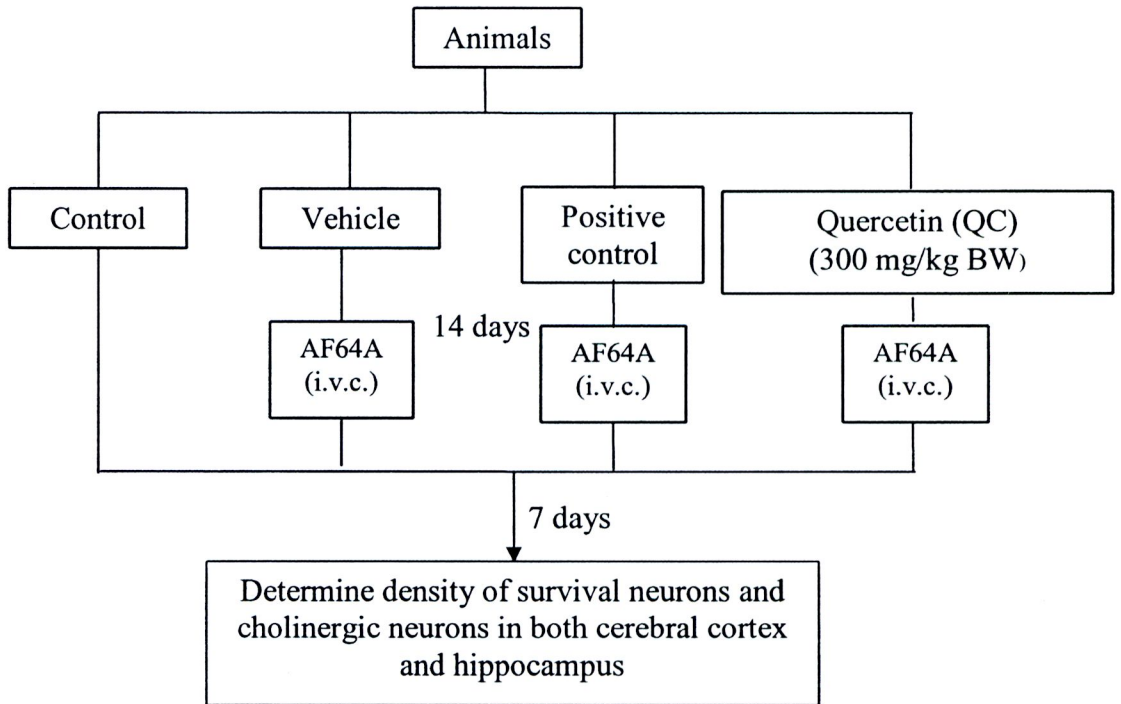 Animals
Control
Vehicle
Positive
control
Quercetin (QC)
(300 mg/kg BW)
14 days
AF64A
(i.v.c.)
AF64A
(i.v.c.)
AF64A
(i.v.c.)
7 days
Determine density of survival neurons and
cholinergic neurons in both cerebral cortex
and hippocampus